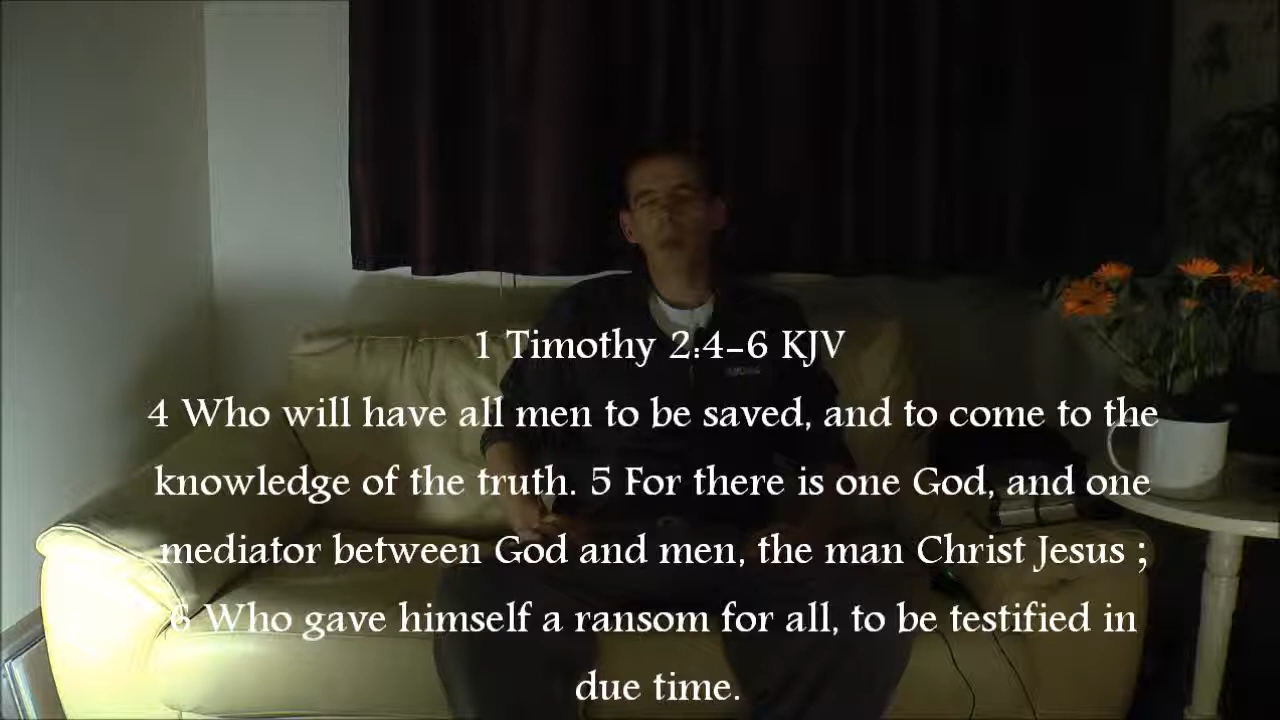 1 Timothy 2:4-6 KJV
4 Who will have all men to be saved, and to come to the
knowledge of the truth. 5 For there is one God, and one
mediator between God and men, the man Christ Jesus ;
6 Who gave himself a ransom for all, to be testified in
due time.